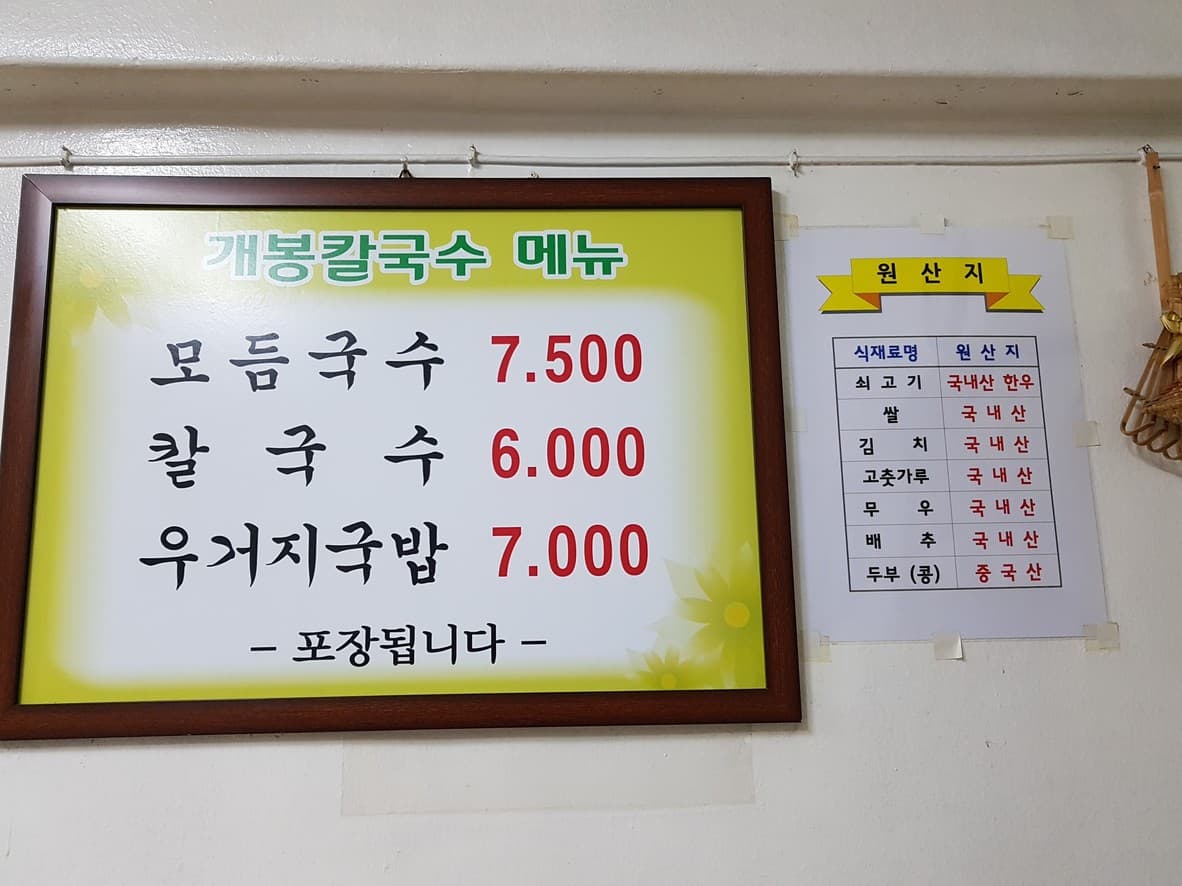 개봉칼국수 메뉴
모듬국수 7.500
칼국수 6.000
우거지국밥 7.000
- 포장됩니다 -
원산지
식재료명 원산지
쇠고기 국내산 한우
쌀 국내산
김치 국내산
고춧가루 국내산
무우 국내산
배추 국내산
두부 (콩) 중국산